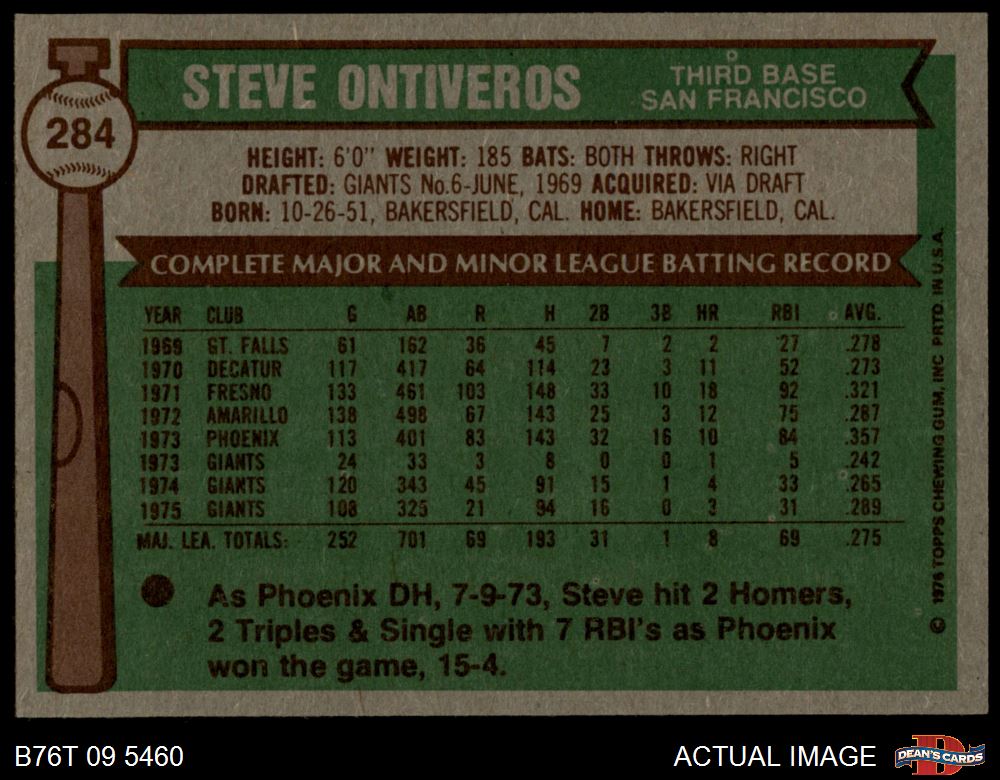 STEVE ONTIVEROS
THIRD BASE
SAN FRANCISCO
284
HEIGHT: 6'0" WEIGHT: 185 BATS: BOTH THROWS: RIGHT
DRAFTED: GIANTS No.6-JUNE, 1969 ACQUIRED: VIA DRAFT
BORN: 10-26-51, BAKERSFIELD, CAL. HOME: BAKERSFIELD, CAL.
COMPLETE MAJOR AND MINOR LEAGUE BATTING RECORD
YEAR CLUB G AB R H 2B 3B HR RBI AVG.
1969 GT. FALLS 61 162 36 45 7 2 2 27 .278
1970 DECATUR 117 417 64 114 23 3 11 52 .273
1971 FRESNO 133 461 103 148 33 10 18 92 .321
1972 AMARILLO 138 498 67 143 25 3 12 75 .287
1973 PHOENIX 113 401 83 143 32 16 10 84 .357
1973 GIANTS 24 33 3 8 0 0 1 5 .242
1974 GIANTS 120 343 45 91 15 1 4 33 .265
1975 GIANTS 108 325 21 94 16 0 3 31 .289
MAJ. LEA. TOTALS: 252 701 69 193 31 1 8 69 .275
As Phoenix DH, 7-9-73, Steve hit 2 Homers,
2 Triples & Single with 7 RBI's as Phoenix
won the game, 15-4.
© 1976 TOPPS CHEWING GUM, INC PRTD. IN U.S.A.
B76T 09 5460
ACTUAL IMAGE
DEAN'S CARDS